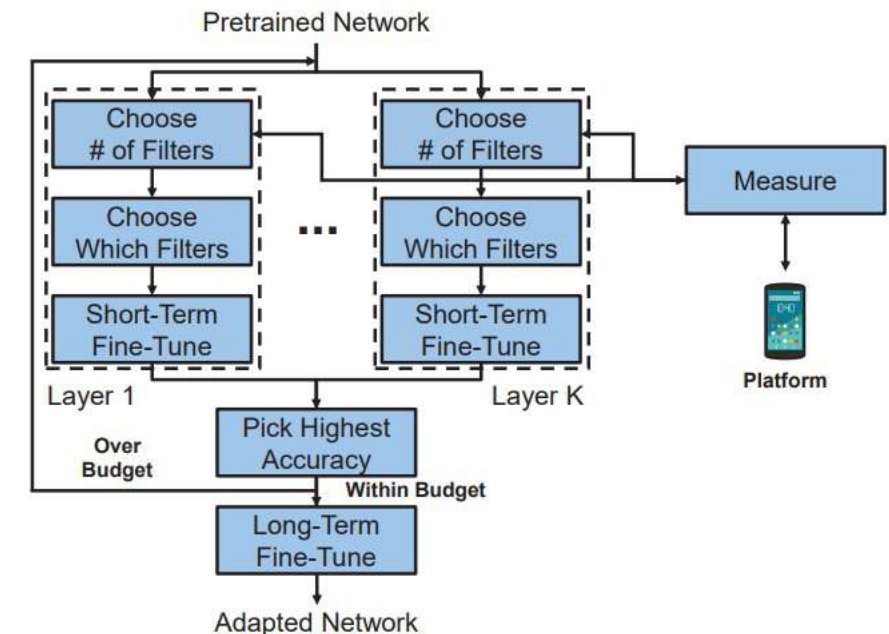 Pretrained Network
Choose
# of Filters
Choose
Which Filters
Short-Term
Fine-Tune
Layer 1
...
Choose
# of Filters
Choose
Which Filters
Short-Term
Fine-Tune
Layer K
Measure
10:40
Platform
Pick Highest
Accuracy
Over
Budget
Within Budget
Long-Term
Fine-Tune
Adapted Network